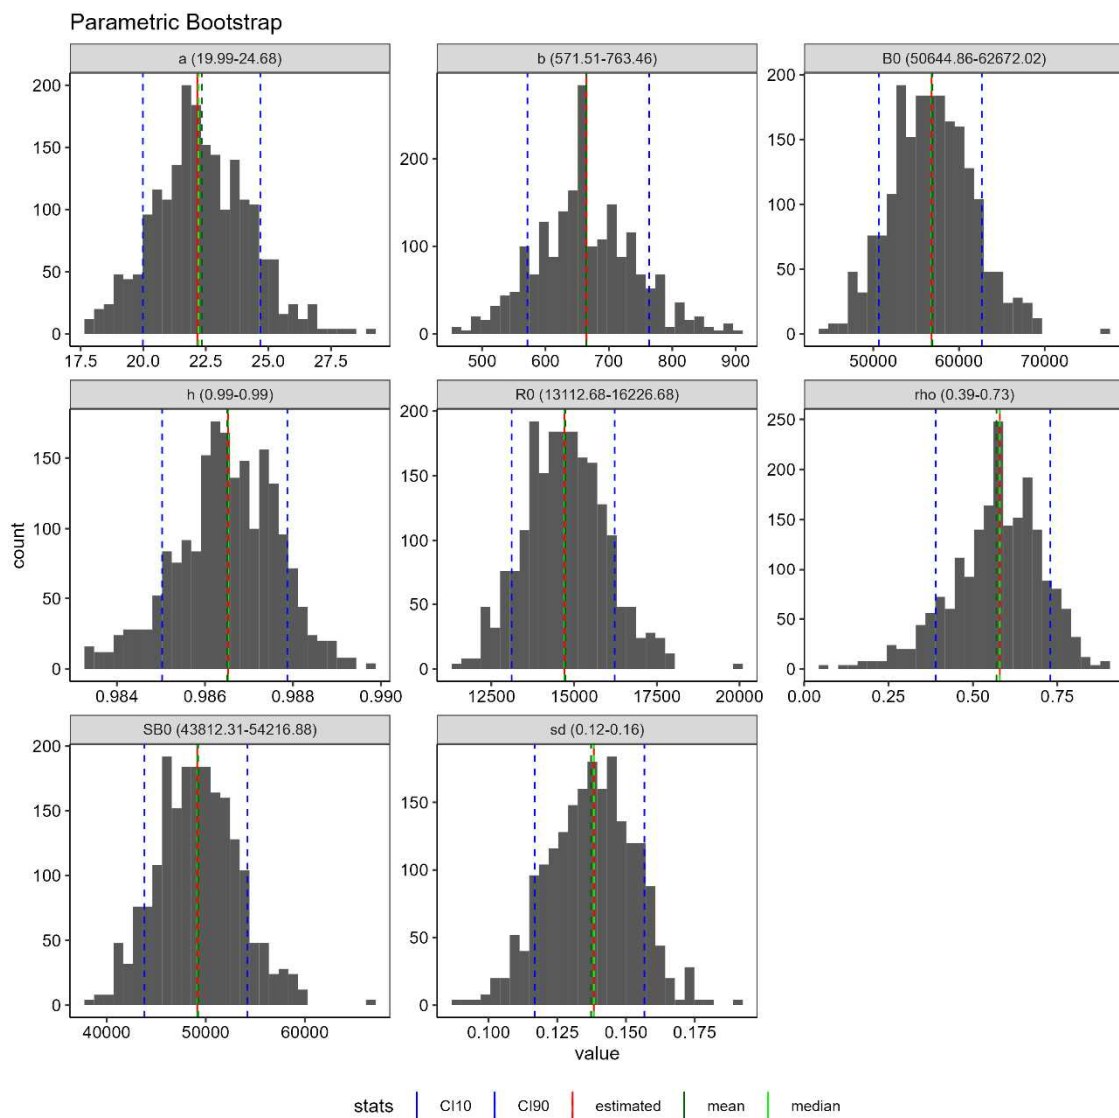 Parametric Bootstrap
a (19.99-24.68)
b (571.51-763.46)
B0 (50644.86-62672.02)
200
150
100
50
0
17.5 20.0 22.5 25.0 27.5
200
100
0
500 600 700 800 900
200
150
100
50
0
50000 60000 70000
h (0.99-0.99)
R0 (13112.68-16226.68)
rho (0.39-0.73)
count
150
100
50
0
0.984 0.986 0.988 0.990
200
150
100
50
0
12500 15000 17500 20000
250
200
150
100
50
0
0.00 0.25 0.50 0.75
SB0 (43812.31-54216.88)
sd (0.12-0.16)
200
150
100
50
0
40000 50000 60000
150
100
50
0
0.100 0.125 0.150 0.175
value
stats CI10 CI90 estimated mean median